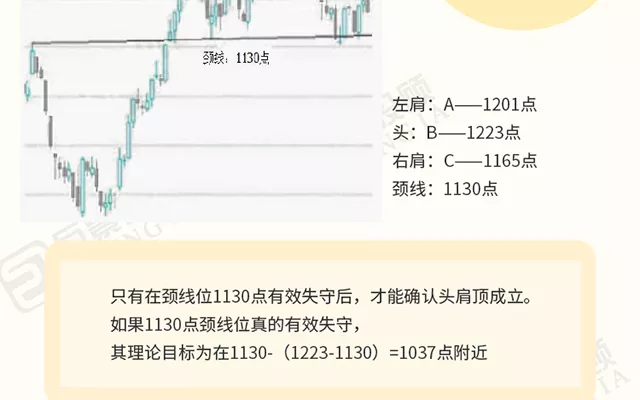 颈线：1130点
左肩：A——1201点
头：B——1223点
右肩：C——1165点
颈线：1130点
只有在颈线位1130点有效失守后，才能确认头肩顶成立。
如果1130点颈线位真的有效失守，
其理论目标为在1130-（1223-1130）=1037点附近